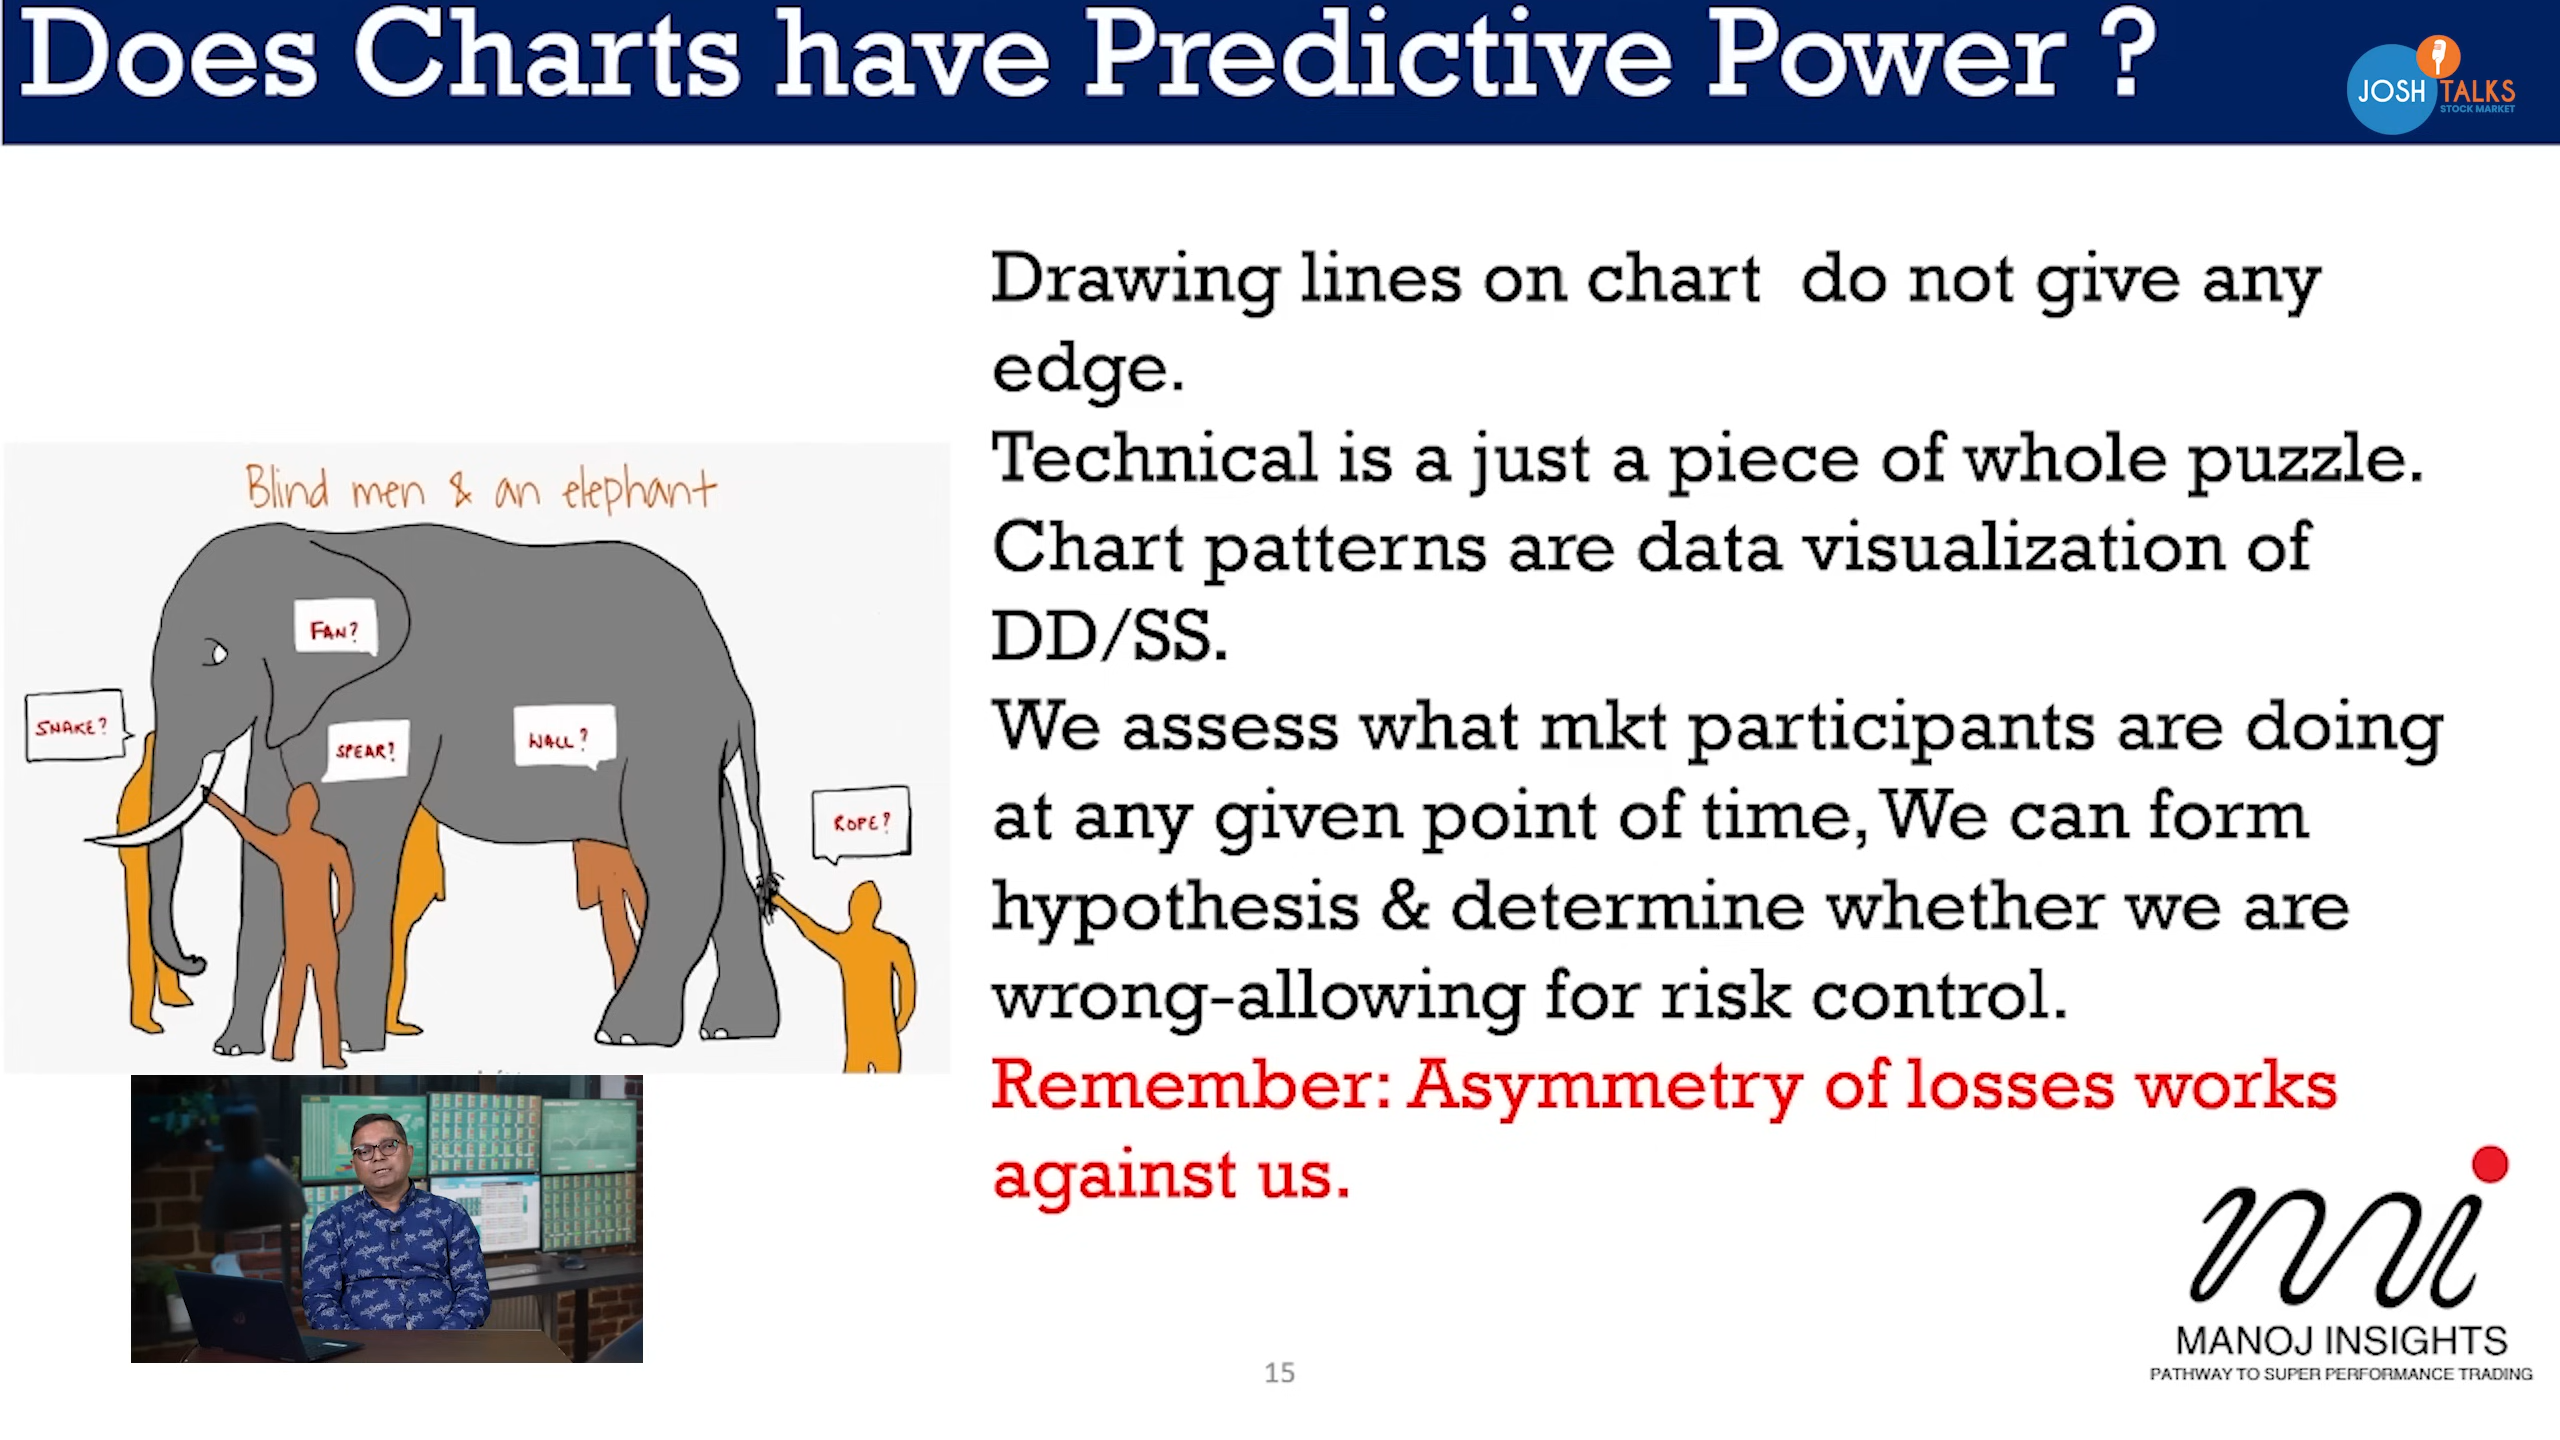 Does Charts have Predictive Power ?
JOSH TALKS
STOCK MARKET
Drawing lines on chart do not give any
edge.
Technical is a just a piece of whole puzzle.
Chart patterns are data visualization of
DD/SS.
We assess what mkt participants are doing
at any given point of time, We can form
hypothesis & determine whether we are
wrong-allowing for risk control.
Remember: Asymmetry of losses works
against us.
Blind men & an elephant
FAN?
SNAKE?
SPEAR?
WALL?
ROPE?
mi
MANOJ INSIGHTS
PATHWAY TO SUPER PERFORMANCE TRADING
15